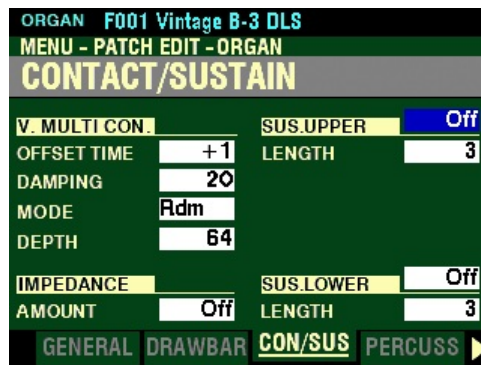 ORGAN F001 Vintage B-3 DLS
MENU - PATCH EDIT - ORGAN
CONTACT/SUSTAIN
V. MULTI CON. SUS.UPPER Off
OFFSET TIME +1 LENGTH 3
DAMPING 20
MODE Rdm
DEPTH 64
IMPEDANCE SUS.LOWER Off
AMOUNT Off LENGTH 3
GENERAL DRAWBAR CON/SUS PERCUSS